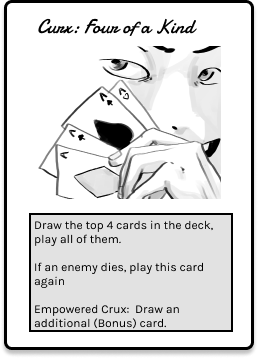 Curx: Four of a Kind
A
A
A
A
Draw the top 4 cards in the deck,
play all of them.
If an enemy dies, play this card
again
Empowered Crux: Draw an
additional (Bonus) card.